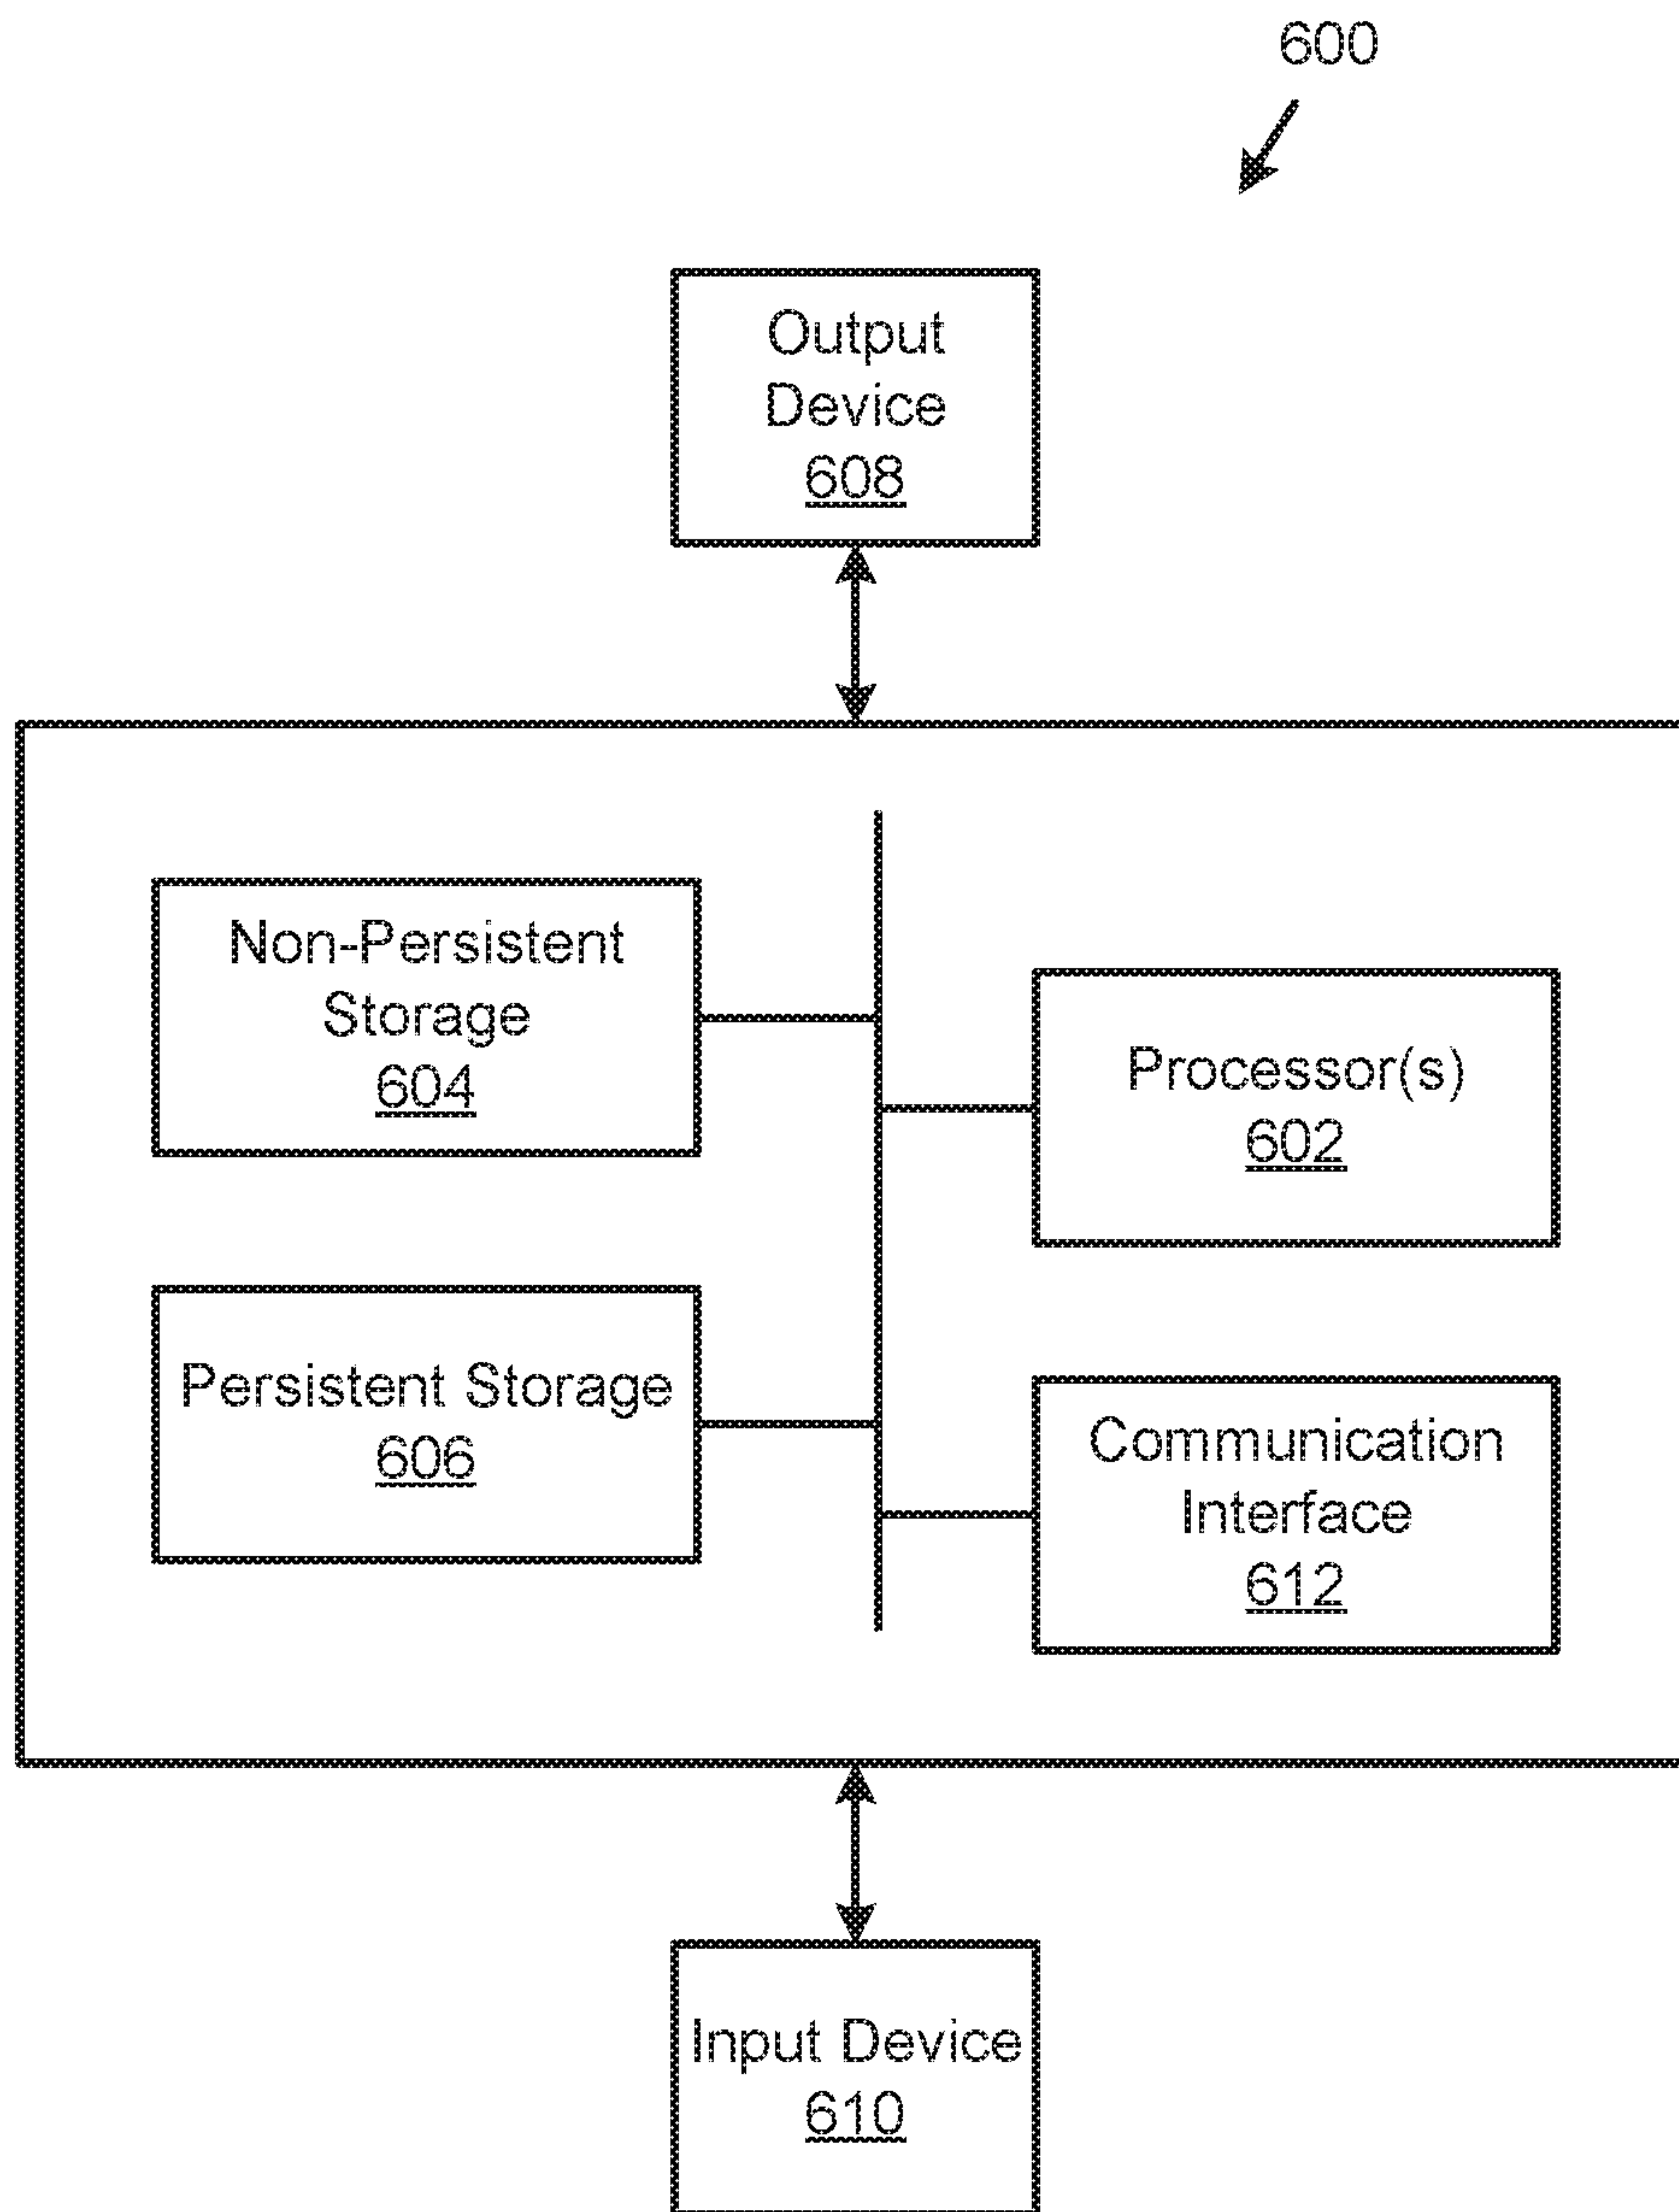 600
Output
Device
608
Non-Persistent
Storage
604
Processor(s)
602
Persistent Storage
606
Communication
Interface
612
Input Device
610